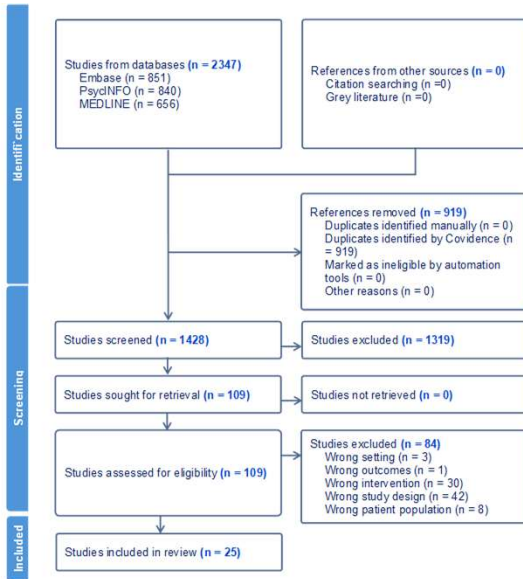 Identification
Studies from databases (n = 2347)
Embase (n = 851)
PsycINFO (n = 840)
MEDLINE (n = 656)
References from other sources (n = 0)
Citation searching (n =0)
Grey literature (n =0)
References removed (n = 919)
Duplicates identified manually (n = 0)
Duplicates identified by Covidence (n
= 919)
Marked as ineligible by automation
tools (n = 0)
Other reasons (n = 0)
Screening
Studies screened (n = 1428)
Studies excluded (n = 1319)
Studies sought for retrieval (n = 109)
Studies not retrieved (n = 0)
Studies assessed for eligibility (n = 109)
Studies excluded (n = 84)
Wrong setting (n = 3)
Wrong outcomes (n = 1)
Wrong intervention (n = 30)
Wrong study design (n = 42)
Wrong patient population (n = 8)
Included
Studies included in review (n = 25)